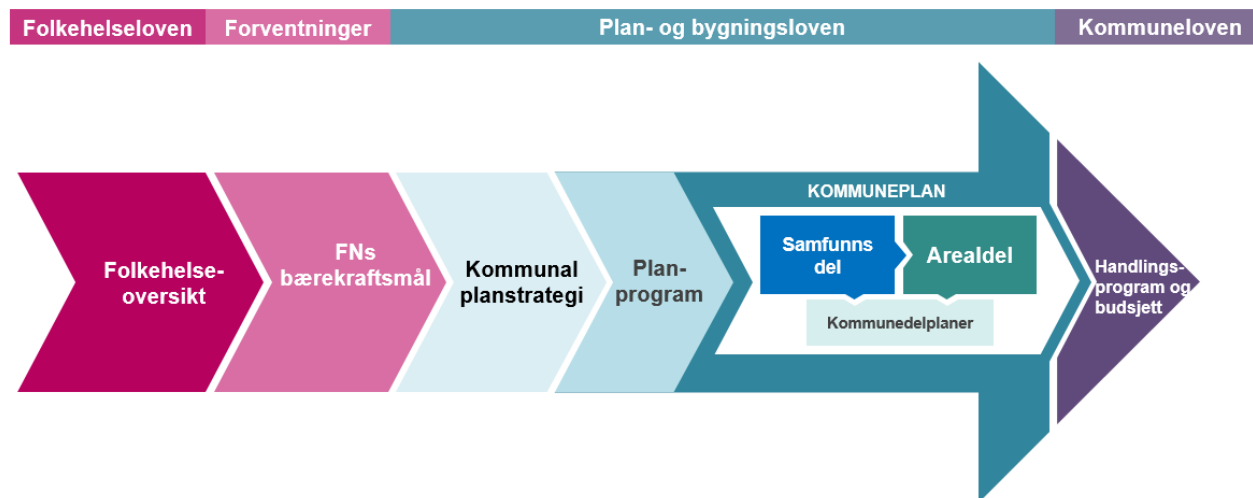 Folkehelseloven
Forventninger
Plan- og bygningsloven
Kommuneloven
Folkehelse-
oversikt
FNs
bærekraftsmål
Kommunal
planstrategi
Plan-
program
KOMMUNEPLAN
Samfunns
del
Arealdel
Kommunedelplaner
Handlings-
program og
budsjett